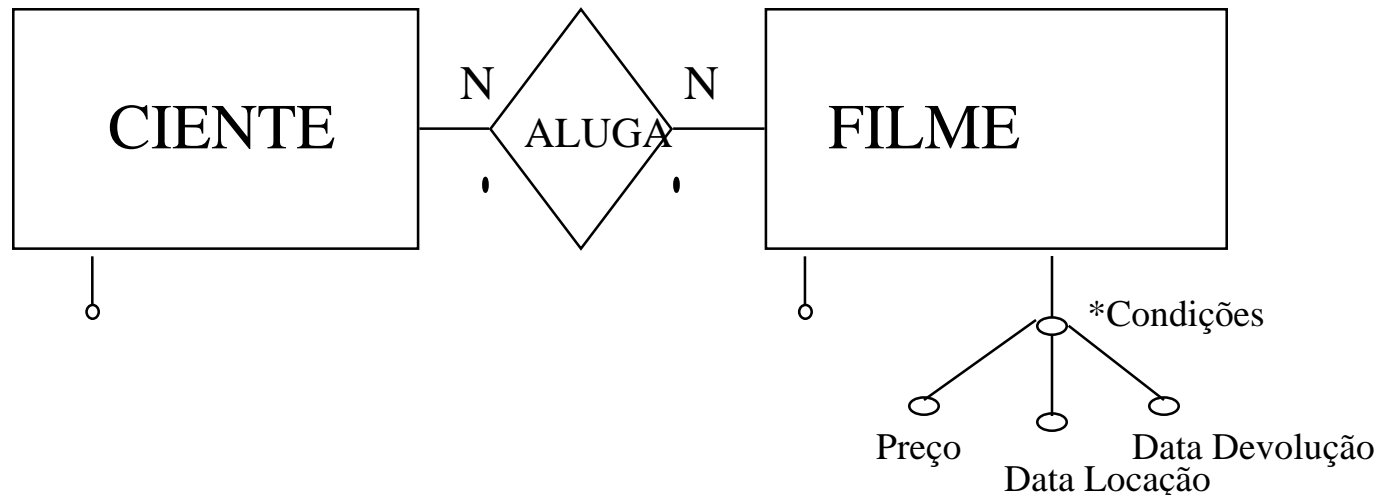 N
N
CIENTE
ALUGA
FILME
*Condições
Preço
Data Devolução
Data Locação